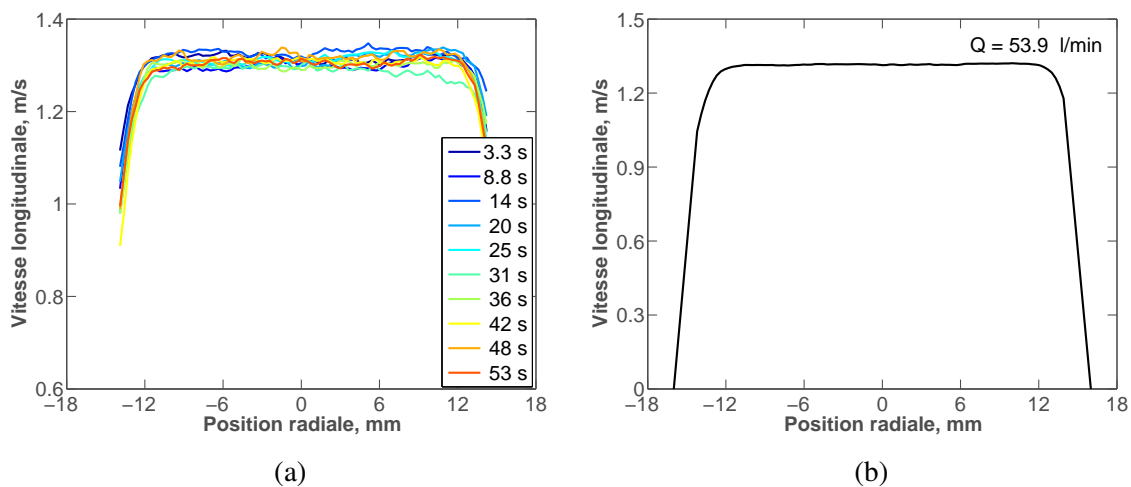 1.4
1.2
1
0.8
0.6
Vitesse longitudinale, m/s
−18 −12 −6 0 6 12 18
Position radiale, mm
3.3 s
8.8 s
14 s
20 s
25 s
31 s
36 s
42 s
48 s
53 s
(a)
1.5
1.2
0.9
0.6
0.3
0
Vitesse longitudinale, m/s
Q = 53.9 l/min
−18 −12 −6 0 6 12 18
Position radiale, mm
(b)